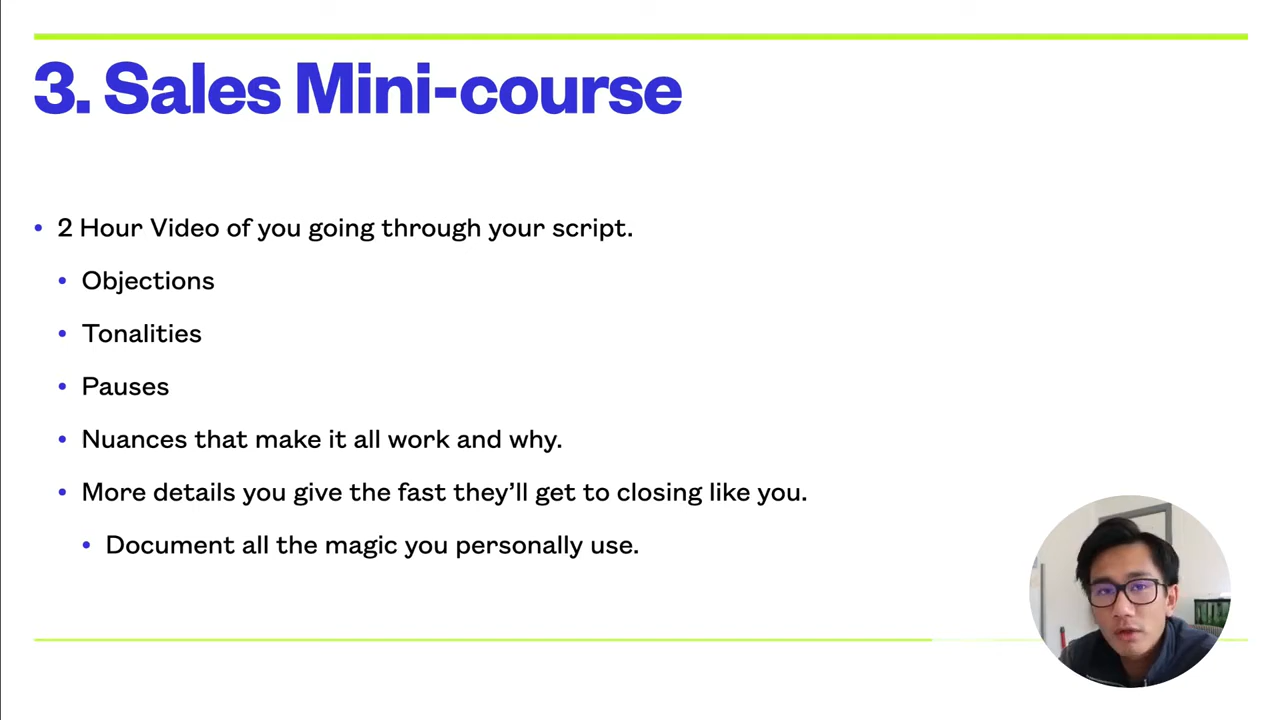 3. Sales Mini-course
• 2 Hour Video of you going through your script.
• Objections
• Tonalities
• Pauses
• Nuances that make it all work and why.
• More details you give the fast they’ll get to closing like you.
• Document all the magic you personally use.